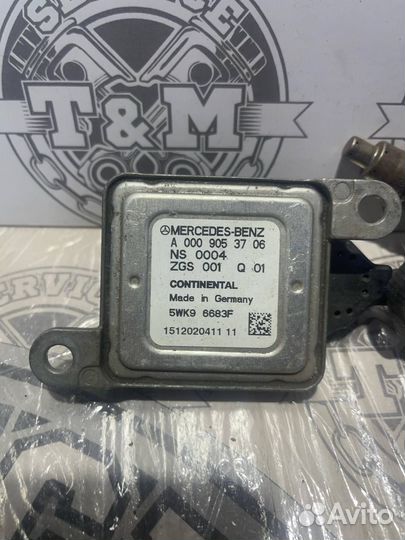 SERVICE
T&M
MERCEDES-BENZ
A 000 905 37 06
NS 0004
ZGS 001 Q 01
CONTINENTAL
Made in Germany
5WK9 6683F
1512020411 11
Avito